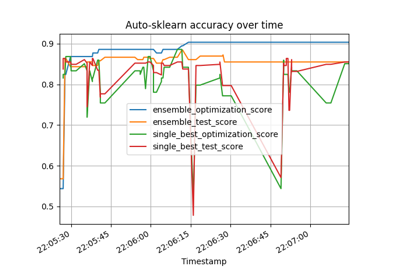 Auto-sklearn accuracy over time
0.9
0.8
0.7
0.6
0.5
ensemble_optimization_score
ensemble_test_score
single_best_optimization_score
single_best_test_score
22:05:30
22:05:45
22:06:00
22:06:15
22:06:30
22:06:45
22:07:00
Timestamp